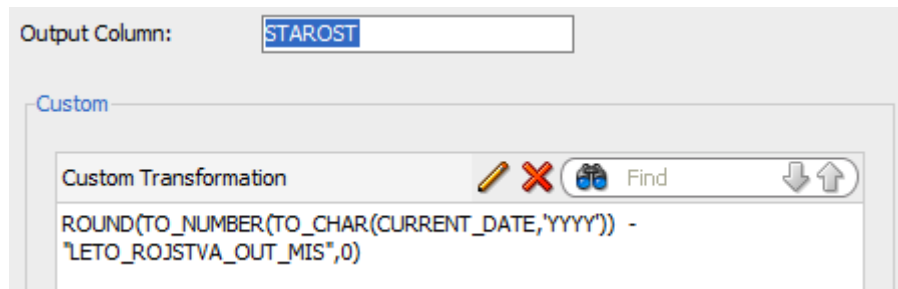 Output Column: STAROST
Custom
Custom Transformation Find
ROUND(TO_NUMBER(TO_CHAR(CURRENT_DATE,'YYYY')) -
"LETO_ROJSTVA_OUT_MIS",0)